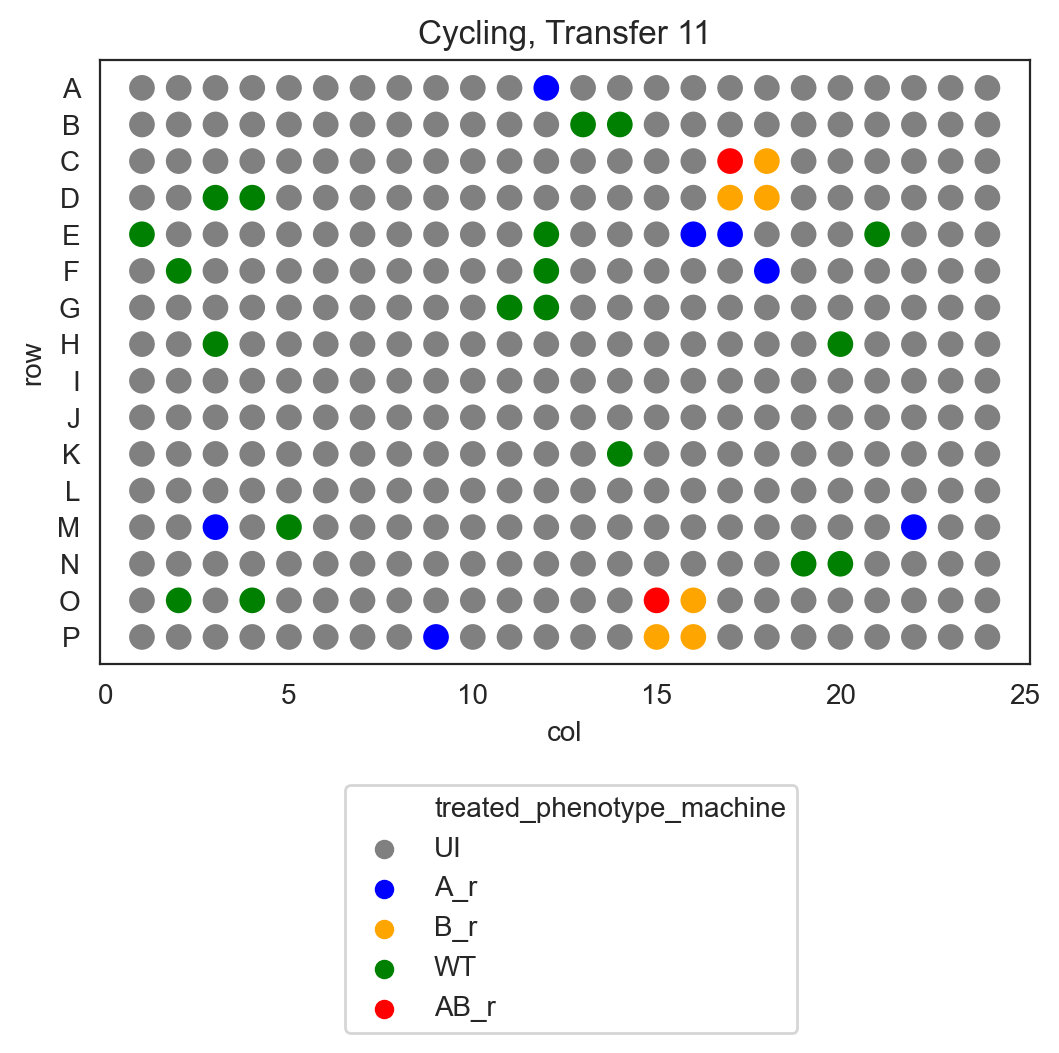 Cycling, Transfer 11
A
B
C
D
E
F
G
H
I
J
K
L
M
N
O
P
row
0 5 10 15 20 25
col
treated_phenotype_machine
UI
A_r
B_r
WT
AB_r